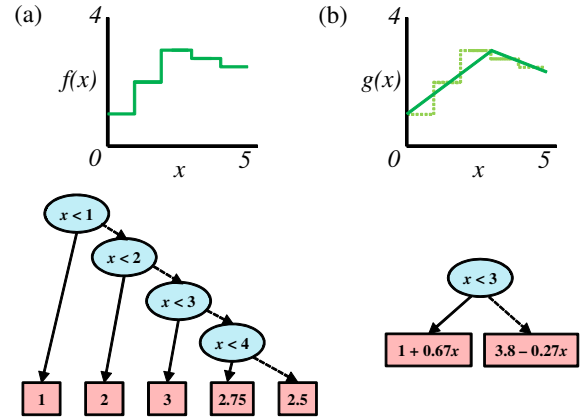 (a)
4
f(x)
0
x
5
x < 1
x < 2
x < 3
x < 4
1
2
3
2.75
2.5
(b)
4
g(x)
0
x
5
x < 3
1 + 0.67x
3.8 – 0.27x